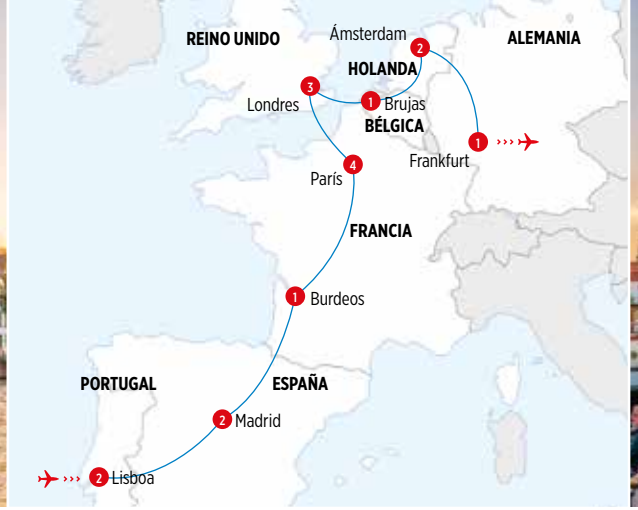 Ámsterdam
REINO UNIDO
ALEMANIA
2
HOLANDA
3
Londres
1
Brujas
BÉLGICA
1
Frankfurt
4
París
FRANCIA
1
Burdeos
PORTUGAL
ESPAÑA
2
Madrid
2
Lisboa